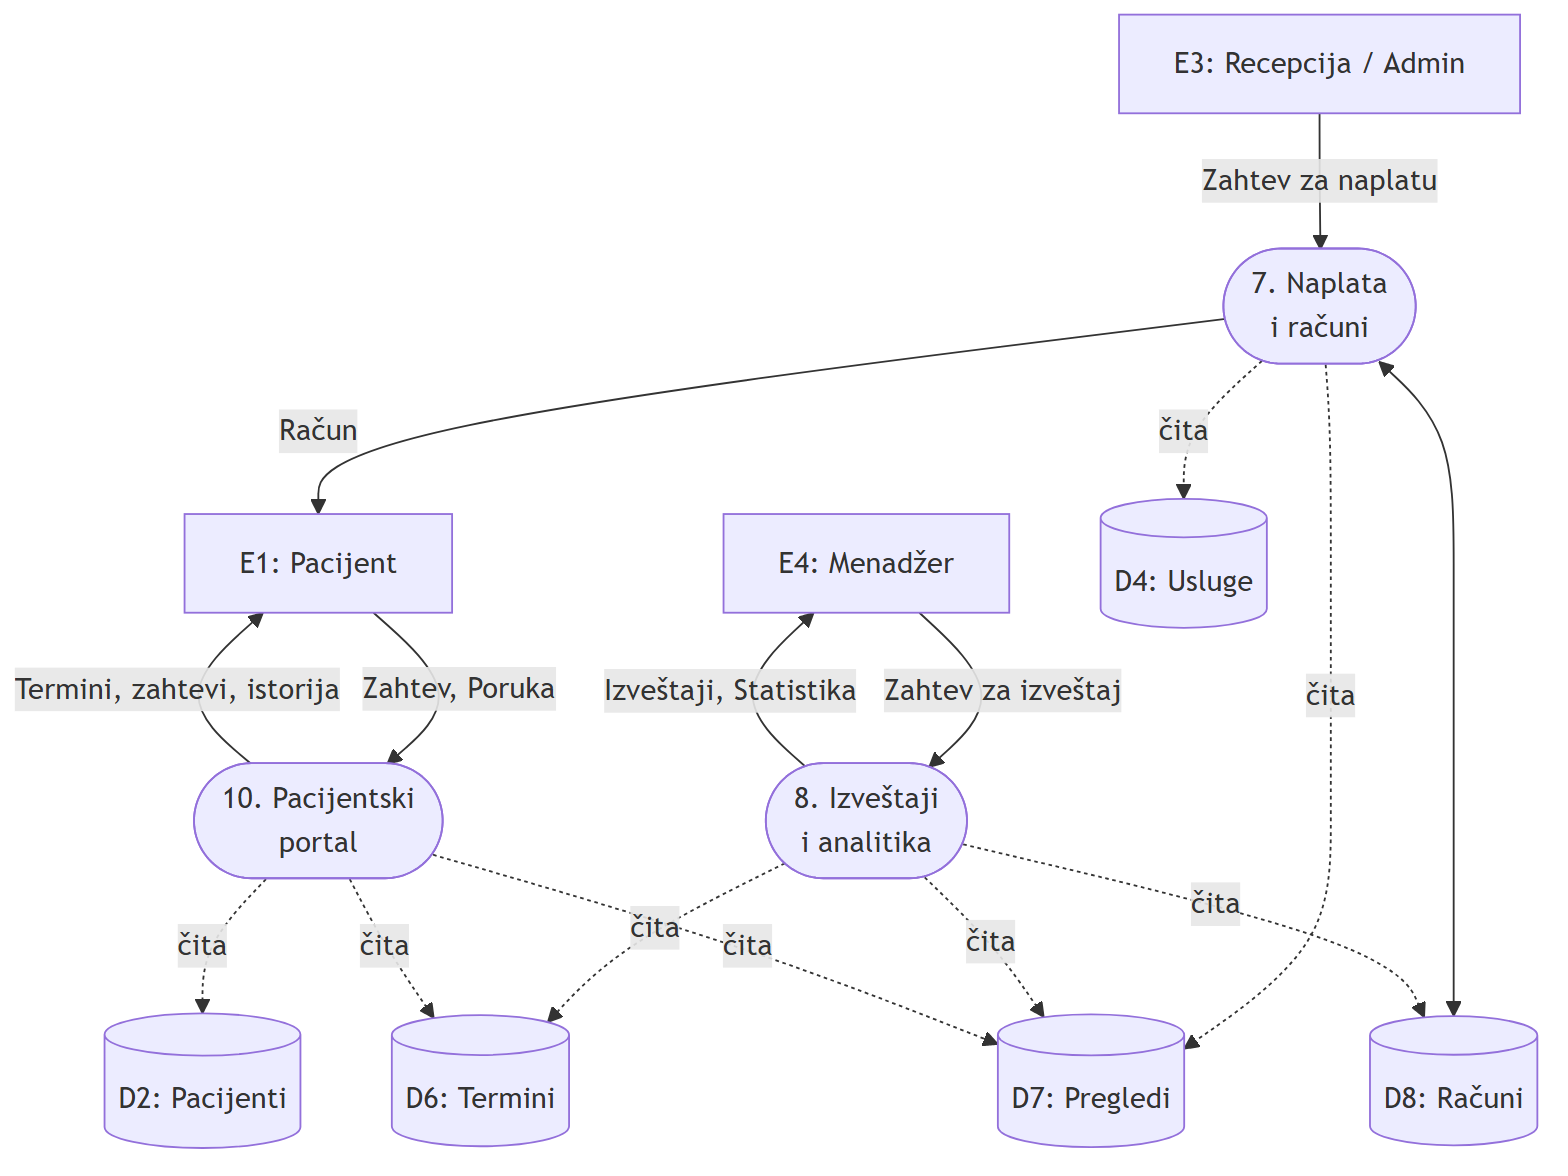 E3: Recepcija / Admin
Zahtev za naplatu
7. Naplata
i računi
Račun
čita
E1: Pacijent
E4: Menadžer
D4: Usluge
Termini, zahtevi, istorija
Zahtev, Poruka
Izveštaji, Statistika
Zahtev za izveštaj
čita
10. Pacijentski
portal
8. Izveštaji
i analitika
čita
čita
čita
čita
čita
čita
D2: Pacijenti
D6: Termini
D7: Pregledi
D8: Računi